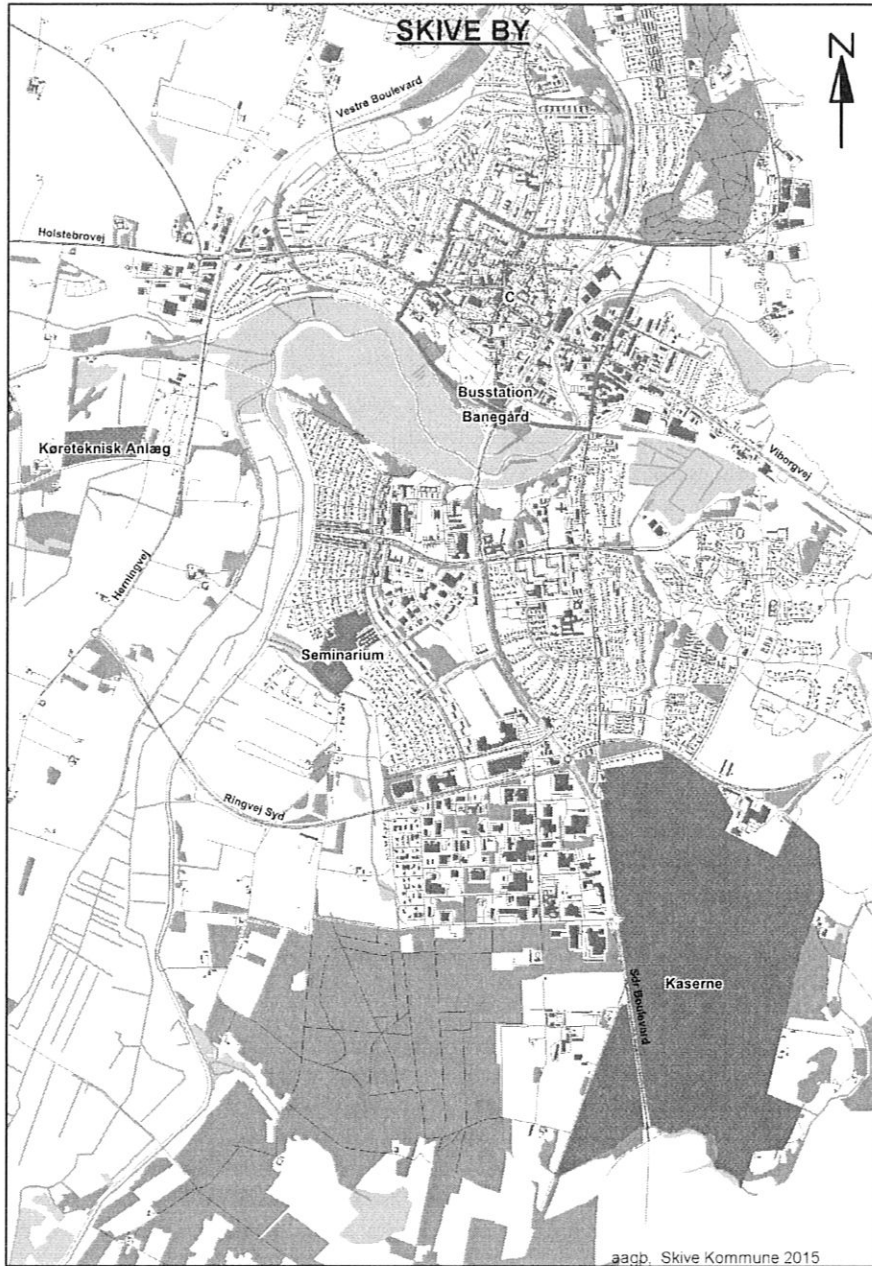 SKIVE BY
N
Vestre Boulevard
Holstebrovej
C
Busstation
Banegård
Køreteknisk Anlæg
Viborgvej
Herningvej
Seminarium
Ringvej Syd
Kaserne
Sdr Boulevard
aagb, Skive Kommune 2015